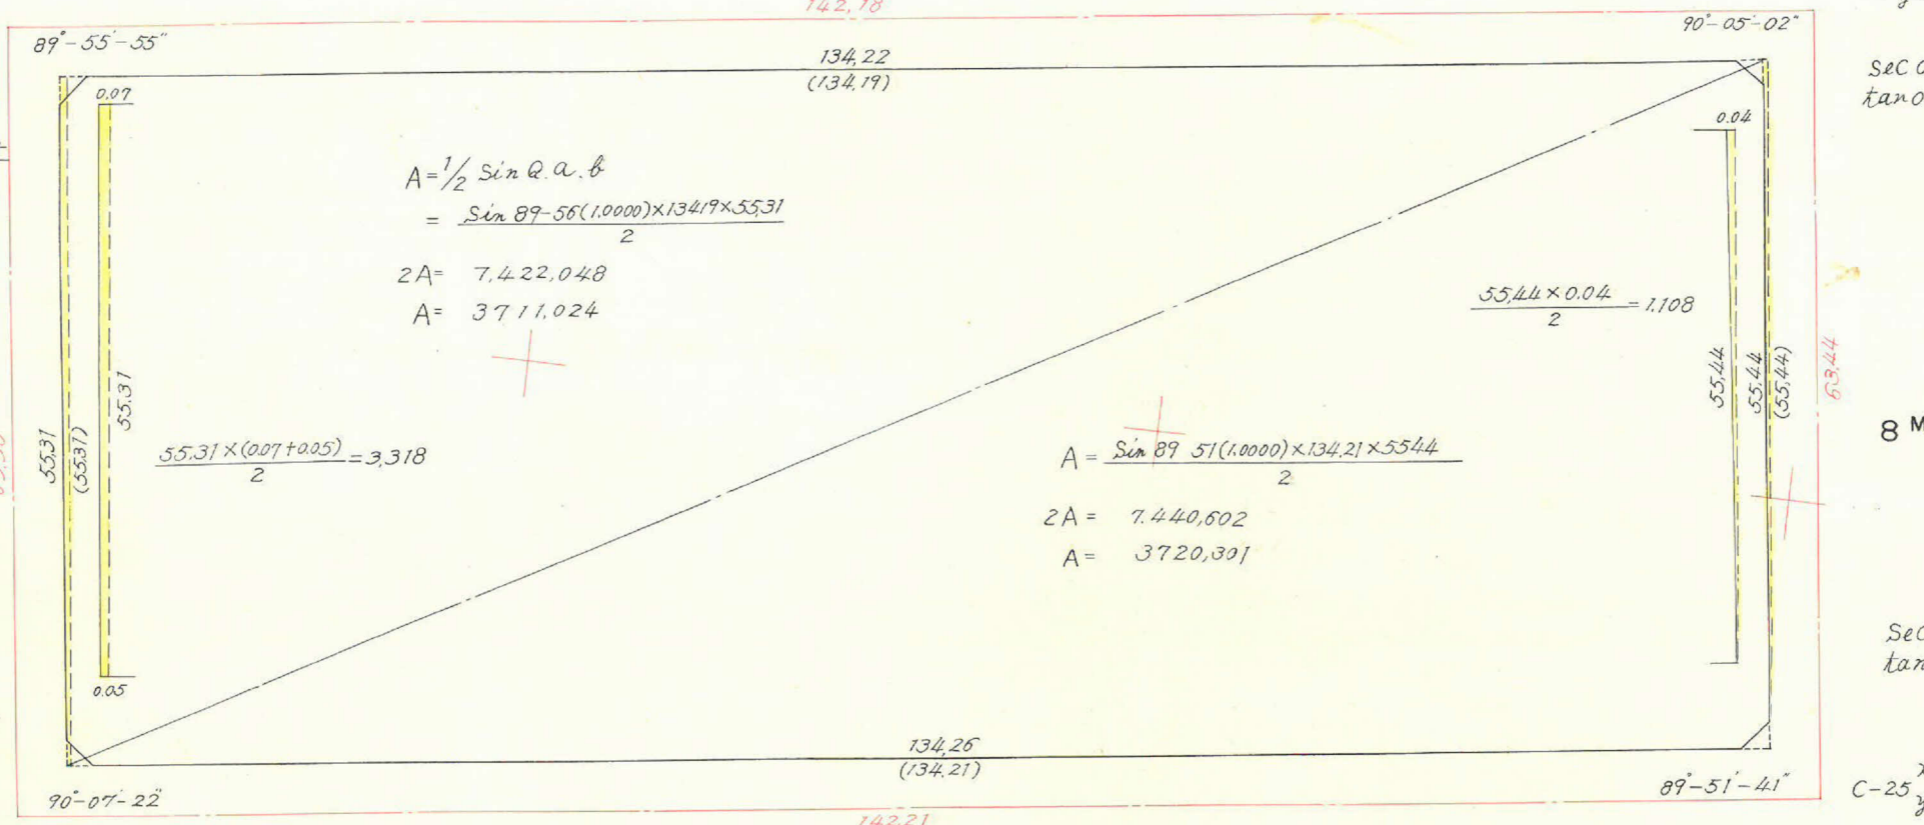 142,18
89°-55'-55"
90°-05'-02"
134,22
(134,19)
sec
tan
0.07
0.04
A=1/2 sin Q.a.b
= Sin 89-56(1.0000)×134,19×55,31
2
2A= 7,422,048
A= 3711,024
55,44×0.04 =1.108
2
55.31
55,31
(55.31)
55,44
55.44
(55,44)
63,44
55.31×(0.07+0.05) =3,318
2
8 M
A= Sin 89 51(1.0000)×134,21×5544
2
2A= 7.440,602
A= 3720,301
Sec
tan
0.05
134,26
(134.21)
90°-07'-22"
89°-51'-41"
C-25
142,21